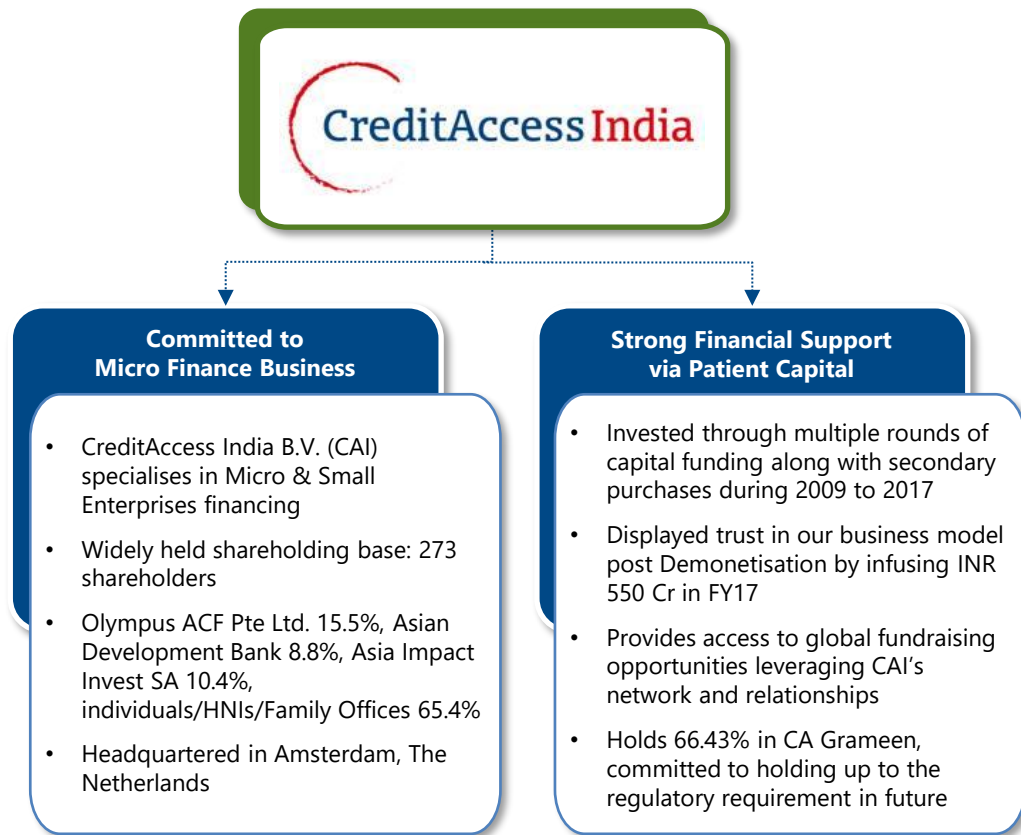 CreditAccess India
Committed to
Micro Finance Business
• CreditAccess India B.V. (CAI)
specialises in Micro & Small
Enterprises financing
• Widely held shareholding base: 273
shareholders
• Olympus ACF Pte Ltd. 15.5%, Asian
Development Bank 8.8%, Asia Impact
Invest SA 10.4%,
individuals/HNIs/Family Offices 65.4%
• Headquartered in Amsterdam, The
Netherlands
Strong Financial Support
via Patient Capital
• Invested through multiple rounds of
capital funding along with secondary
purchases during 2009 to 2017
• Displayed trust in our business model
post Demonetisation by infusing INR
550 Cr in FY17
• Provides access to global fundraising
opportunities leveraging CAI’s
network and relationships
• Holds 66.43% in CA Grameen,
committed to holding up to the
regulatory requirement in future